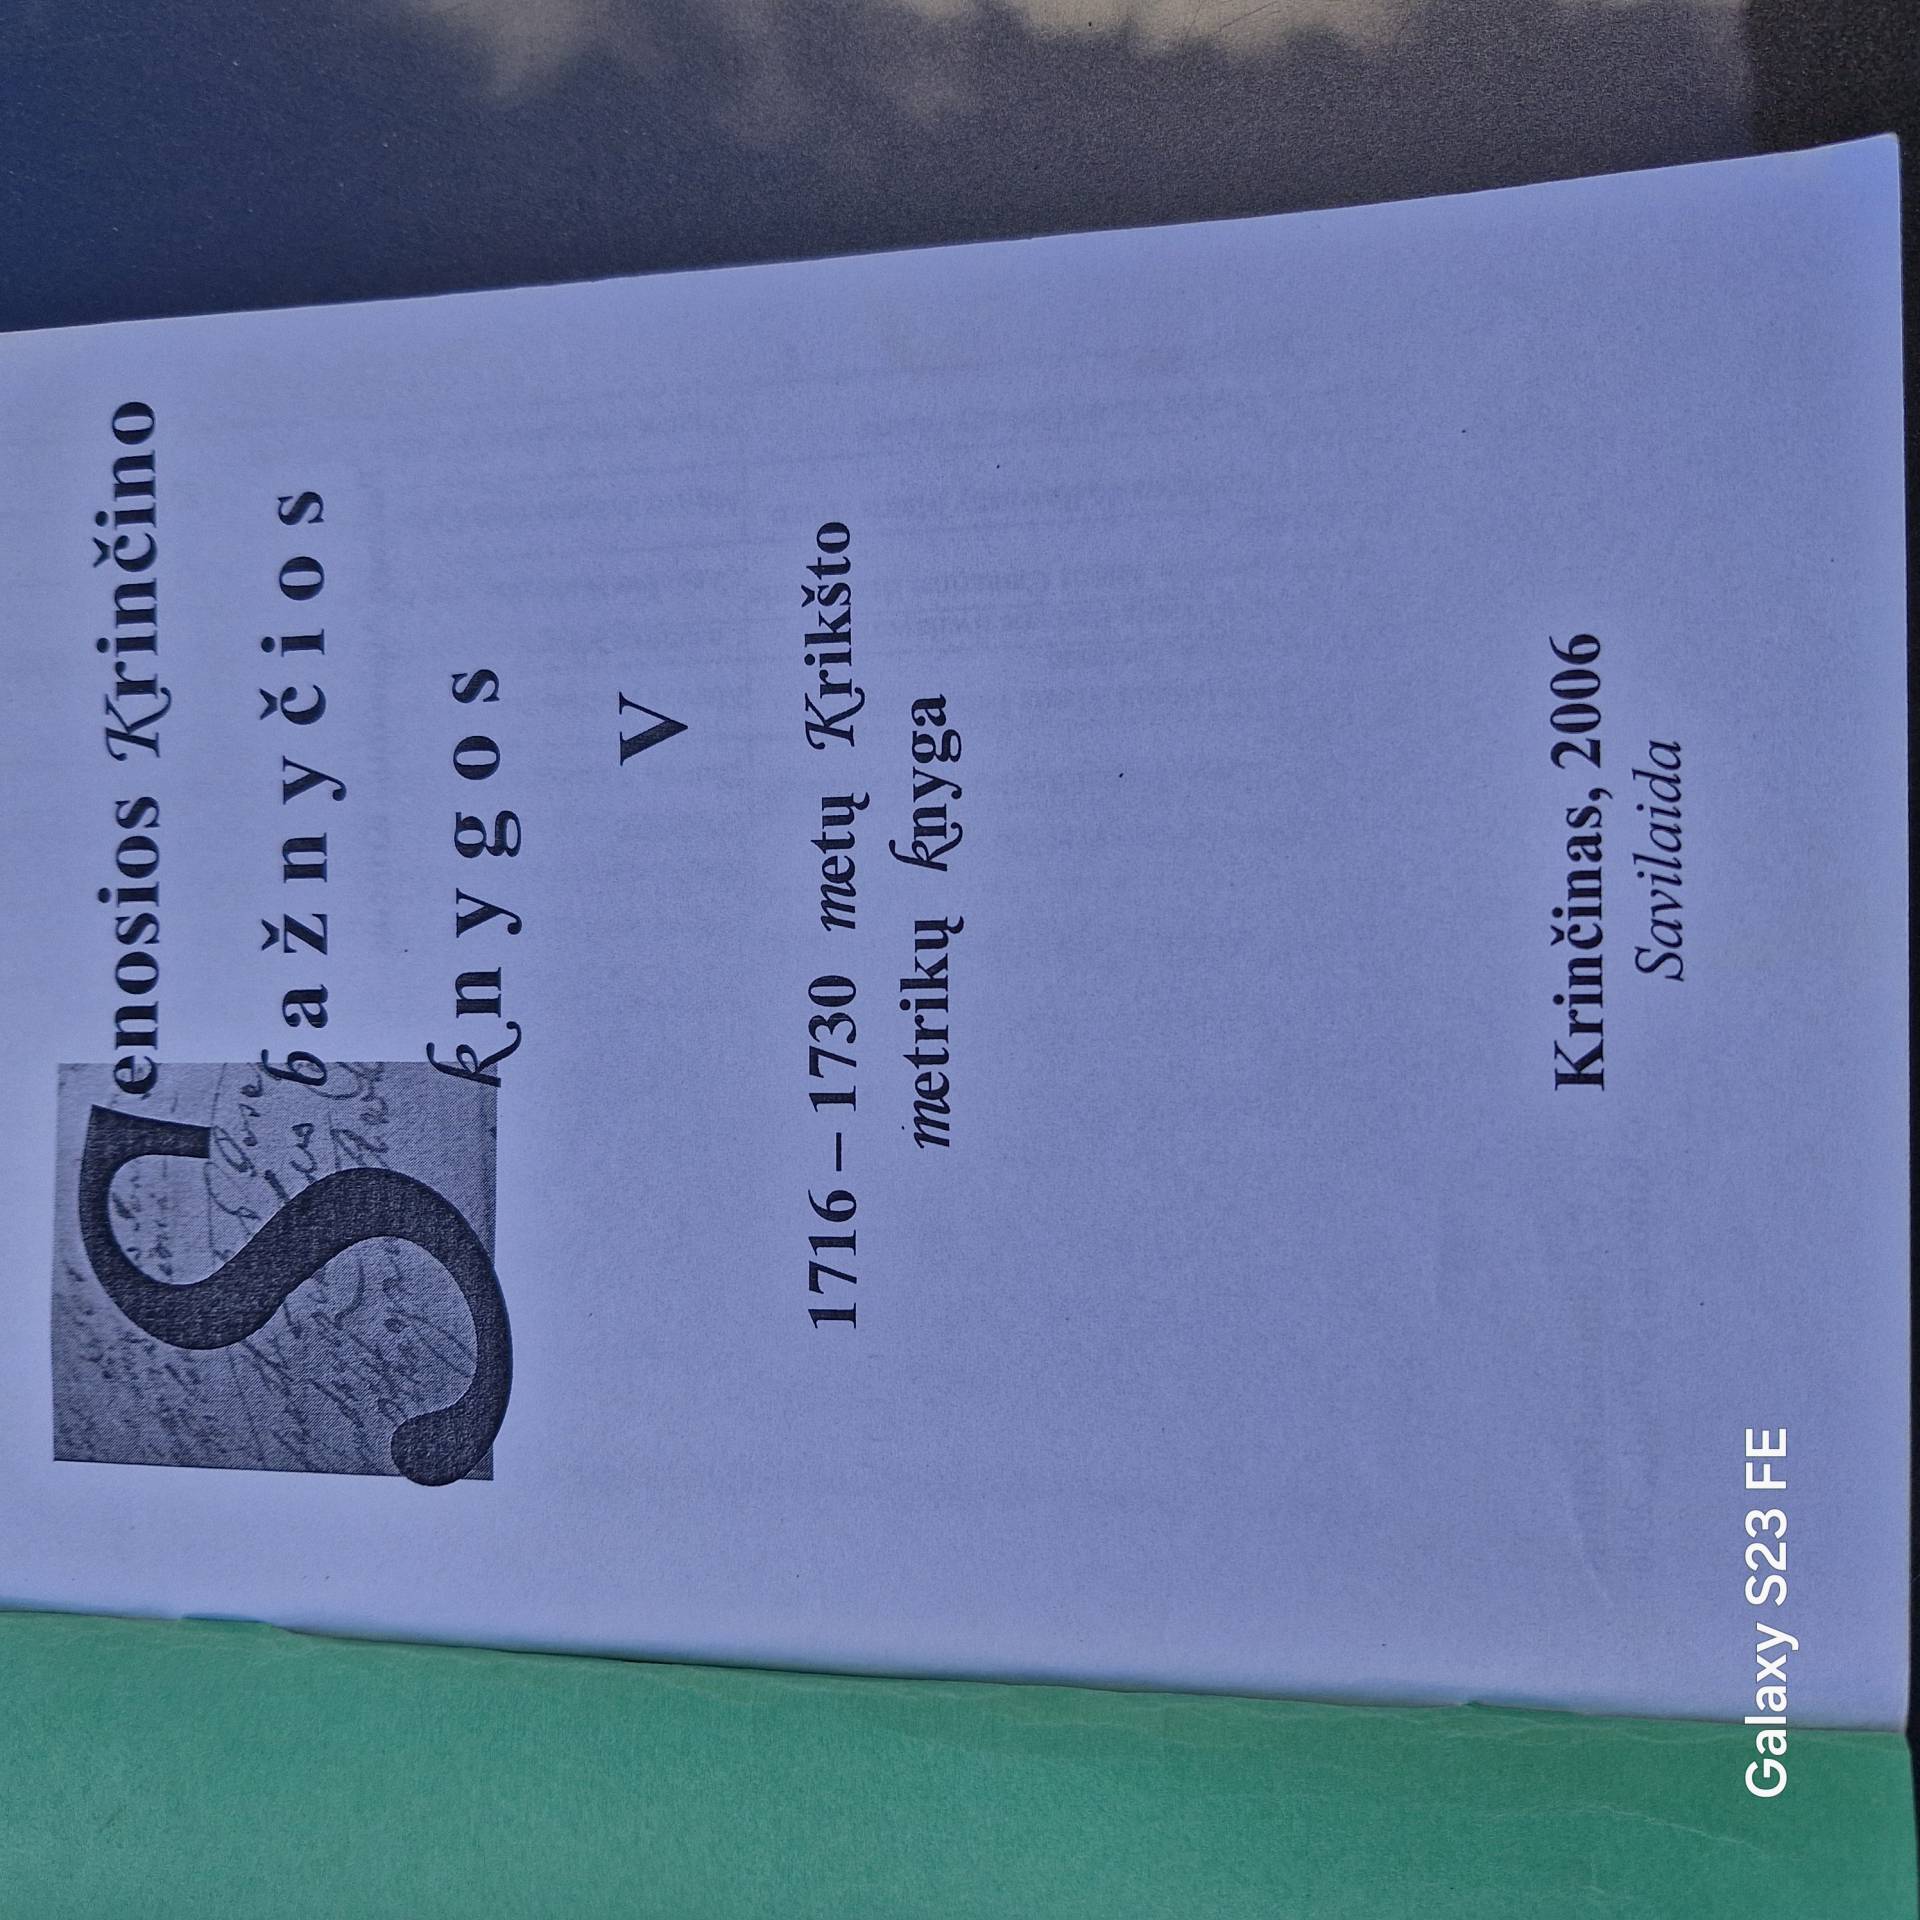 Senosios Krinčino
bažnyčios
knygos
V
1716 – 1730 metų Krikšto
metrikų knyga
Krinčinas, 2006
Savilaida
Galaxy S23 FE